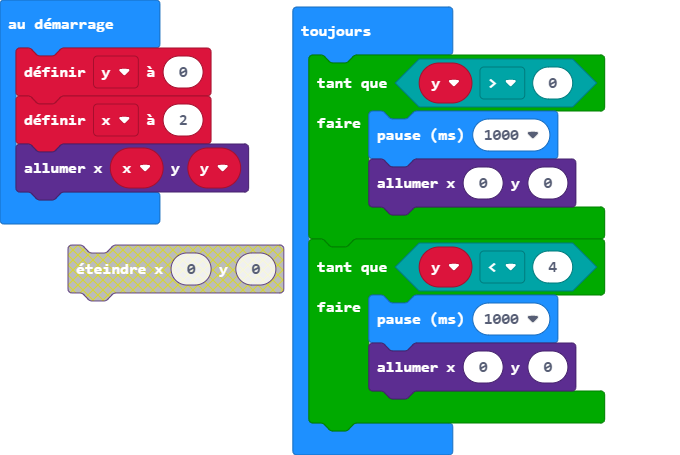 au démarrage
définir y à 0
définir x à 2
allumer x x y y
éteindre x 0 y 0
toujours
tant que y > 0
faire
pause (ms) 1000
allumer x 0 y 0
tant que y < 4
faire
pause (ms) 1000
allumer x 0 y 0